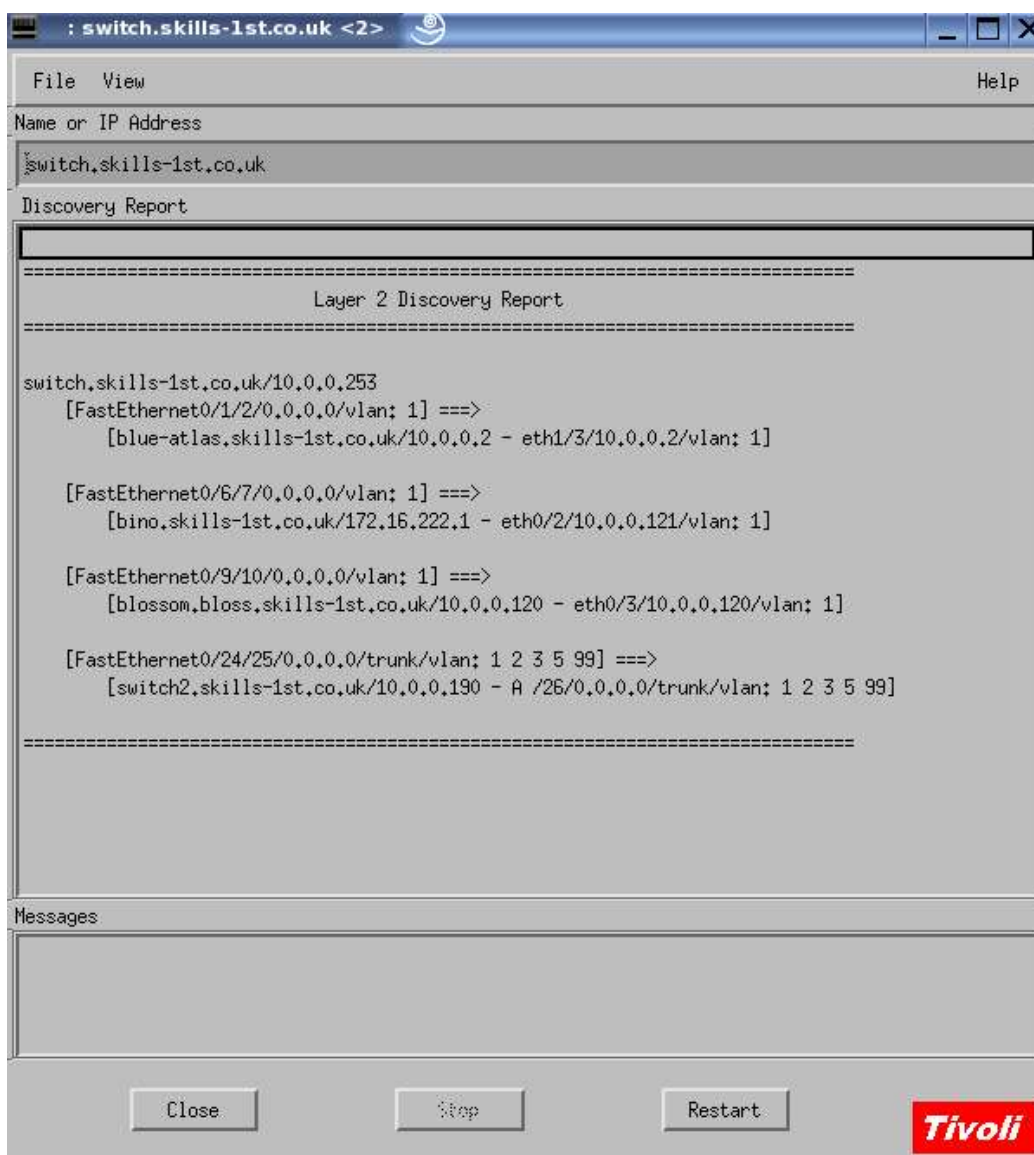 : switch.skills-1st.co.uk <2>
File View Help
Name or IP Address
switch.skills-1st.co.uk
Discovery Report
================================================================================
Layer 2 Discovery Report
================================================================================
switch.skills-1st.co.uk/10.0.0.253
[FastEthernet0/1/2/0.0.0.0/vlan: 1] ===>
[blue-atlas.skills-1st.co.uk/10.0.0.2 - eth1/3/10.0.0.2/vlan: 1]
[FastEthernet0/6/7/0.0.0.0/vlan: 1] ===>
[bino.skills-1st.co.uk/172.16.222.1 - eth0/2/10.0.0.121/vlan: 1]
[FastEthernet0/9/10/0.0.0.0/vlan: 1] ===>
[blossom.bloss.skills-1st.co.uk/10.0.0.120 - eth0/3/10.0.0.120/vlan: 1]
[FastEthernet0/24/25/0.0.0.0/trunk/vlan: 1 2 3 5 99] ===>
[switch2.skills-1st.co.uk/10.0.0.190 - A /26/0.0.0.0/trunk/vlan: 1 2 3 5 99]
================================================================================
Messages
Close Stop Restart
Tivoli